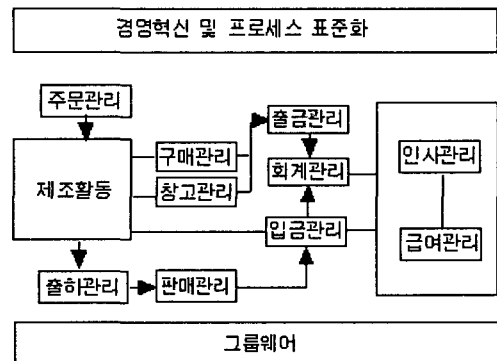 경영혁신 및 프로세스 표준화
주문관리
출금관리
구매관리
회계관리
인사관리
제조활동
창고관리
입금관리
급여관리
출하관리
판매관리
그룹웨어